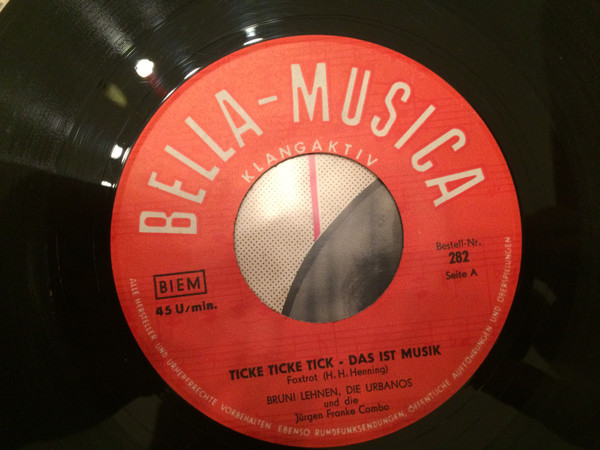 BELLA-MUSICA
KLANGAKTIV
BIEM
45 U/min.
Bestell-Nr.
282
Seite A
TICKE TICKE TICK - DAS IST MUSIK
Foxtrot (H. H. Henning)
BRUNI LEHNEN, DIE URBANOS
und die
Jürgen Franke Combo
ALLE HERSTELLER UND URHEBERRECHTE VORBEHALTEN EBENSO RUNDFUNKSENDUNGEN, ÖFFENTLICHE AUFFÜHRUNGEN UND ÜBERSPIELUNGEN